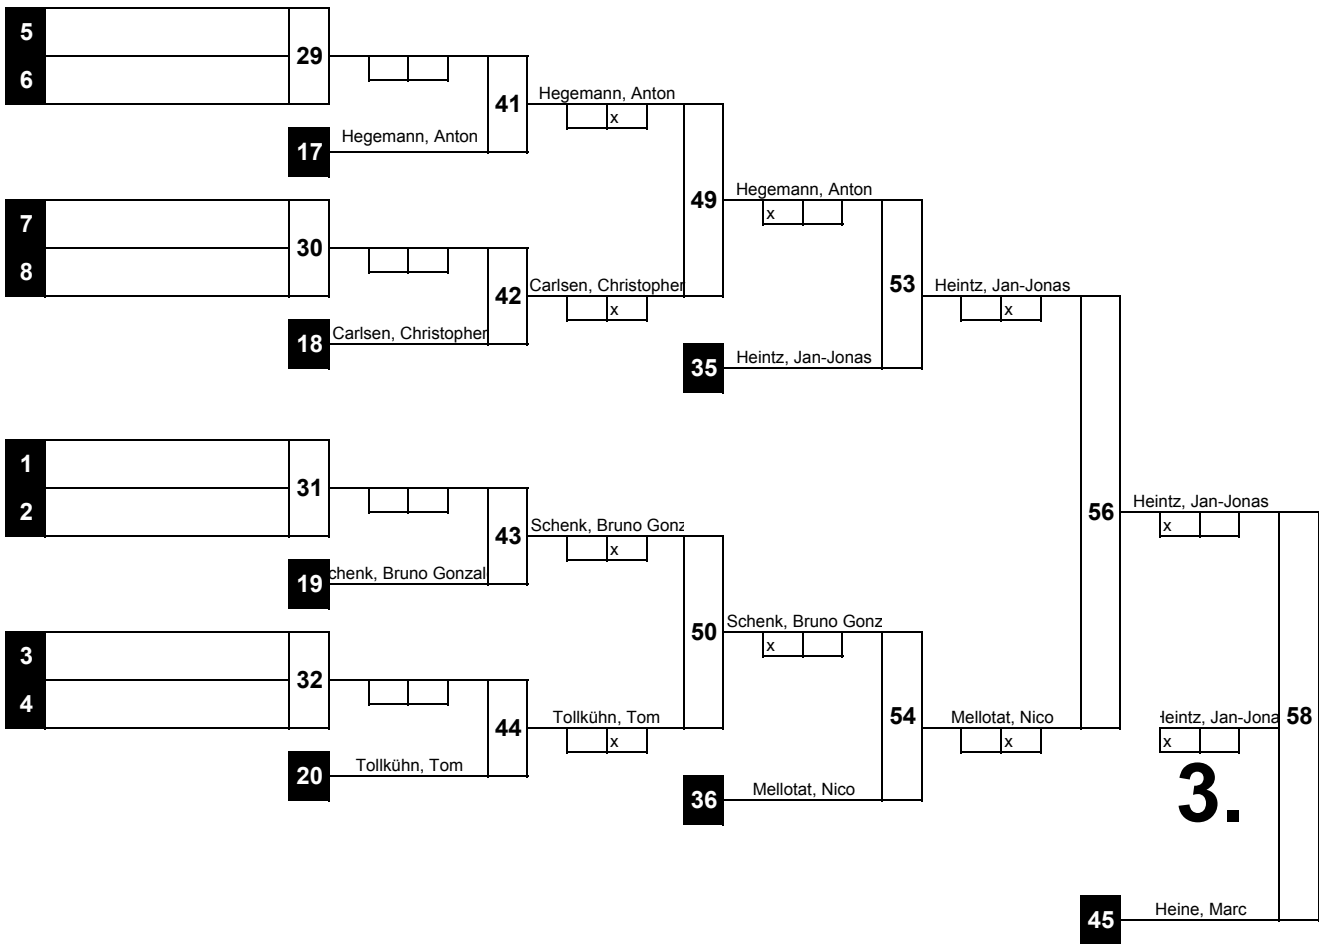 5
29
6
41
Hegemann, Anton
x
17
Hegemann, Anton
49
Hegemann, Anton
x
7
30
8
42
Carlsen, Christopher
x
53
Heintz, Jan-Jonas
x
18
Carlsen, Christopher
35
Heintz, Jan-Jonas
1
31
2
43
Schenk, Bruno Gonz
x
56
Heintz, Jan-Jonas
x
19
chenk, Bruno Gonzal
50
Schenk, Bruno Gonz
x
3
32
4
44
Tollkühn, Tom
x
54
Mellotat, Nico
x
Heintz, Jan-Jona
x
58
20
Tollkühn, Tom
36
Mellotat, Nico
3.
45
Heine, Marc